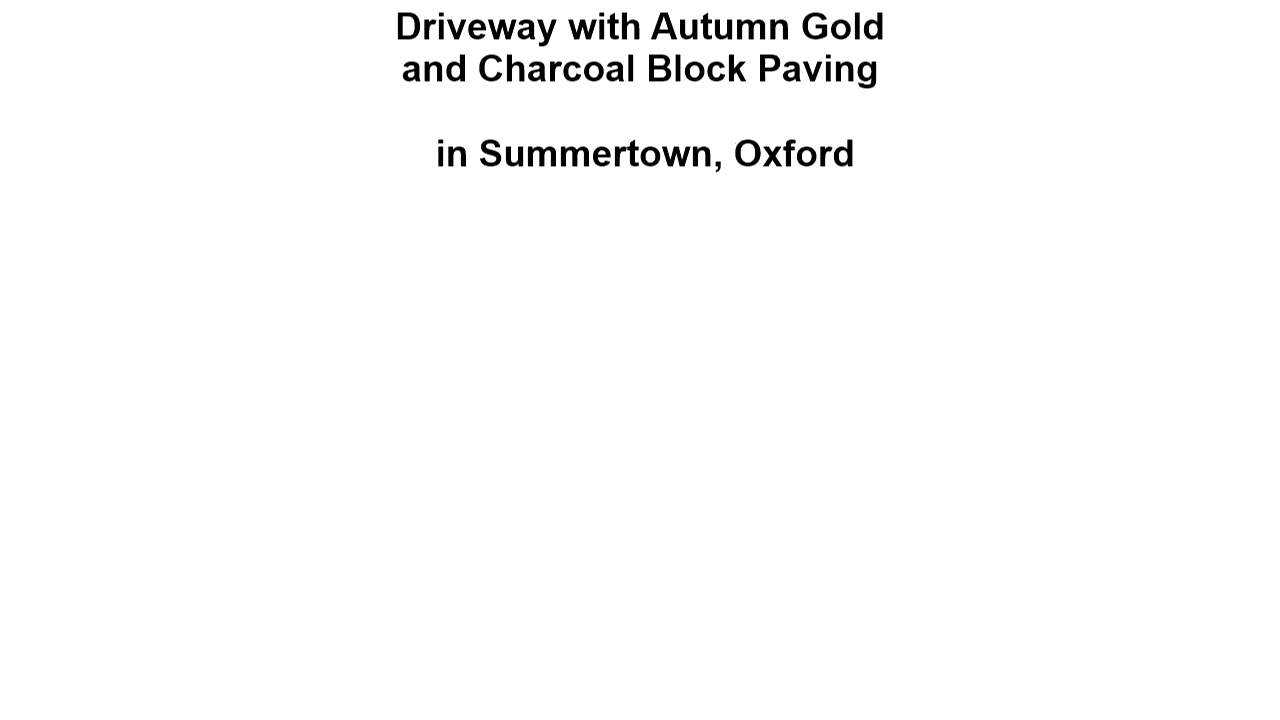 Driveway with Autumn Gold
and Charcoal Block Paving
in Summertown, Oxford